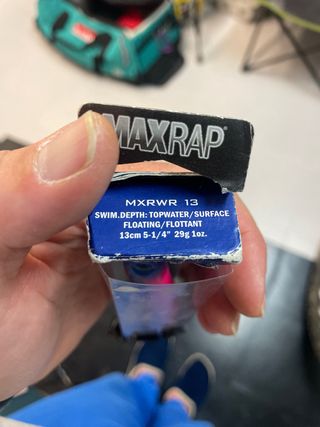 MAXRAP®
MXRWR 13
SWIM.DEPTH: TOPWATER/SURFACE
FLOATING/FLOTTANT
13cm 5-1/4" 29g 1oz.